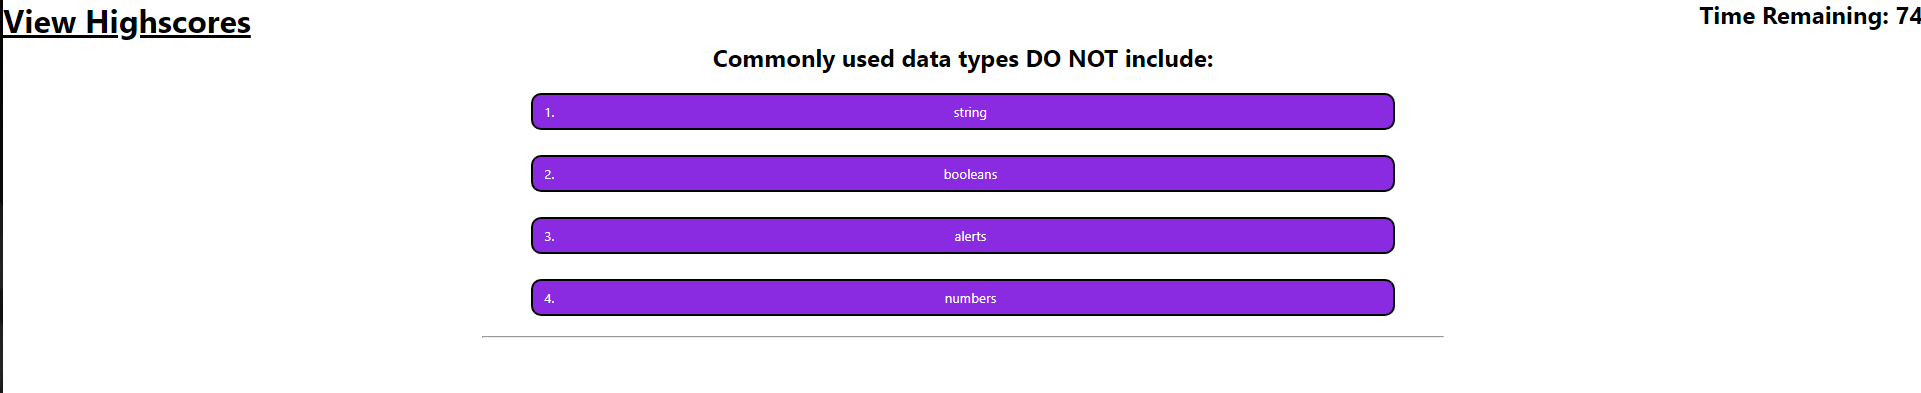 View Highscores
Time Remaining: 74
Commonly used data types DO NOT include:
1. string
2. booleans
3. alerts
4. numbers